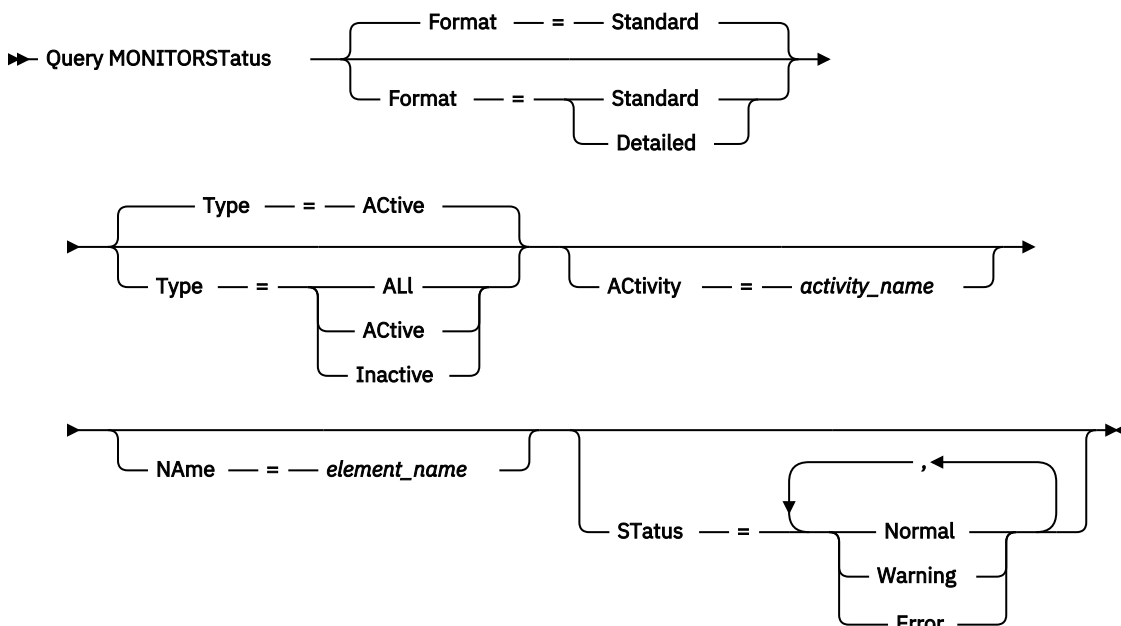 Format = Standard
Query MONITORSTatus
Format = Standard
Detailed
Type = ACtive
Type = ALl
ACtivity = activity_name
ACtive
Inactive
NAme = element_name
,
STatus = Normal
Warning
Error